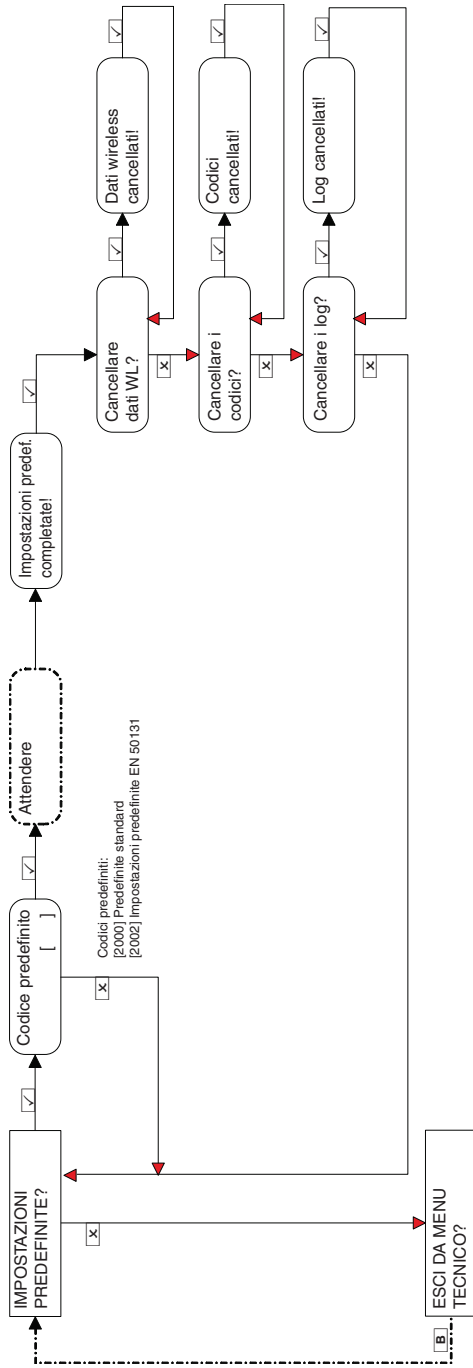 IMPOSTAZIONI
PREDEFINITE?
Codice predefinito
[ ]
Attendere
Impostazioni predef.
completate!
Codici predefiniti:
[2000] Predefinite standard
[2002] Impostazioni predefinite EN 50131
Cancellare
dati WL?
Dati wireless
cancellati!
Cancellare i
codici?
Codici
cancellati!
Cancellare i log?
Log cancellati!
ESCI DA MENU
TECNICO?
B